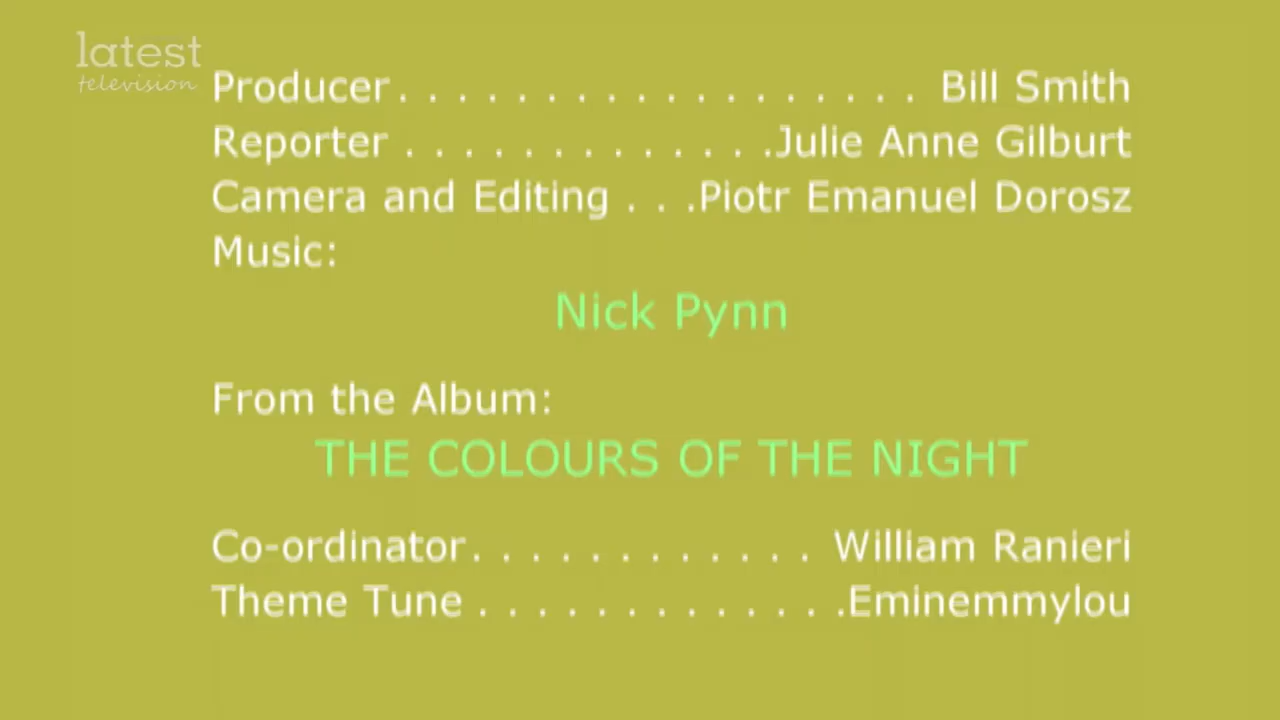 latest
television
Producer . . . . . . . . . . . . . . . . . . Bill Smith
Reporter . . . . . . . . . . . . .Julie Anne Gilburt
Camera and Editing . . .Piotr Emanuel Dorosz
Music:
Nick Pynn
From the Album:
THE COLOURS OF THE NIGHT
Co-ordinator. . . . . . . . . . . . William Ranieri
Theme Tune . . . . . . . . . . . . .Eminemmylou